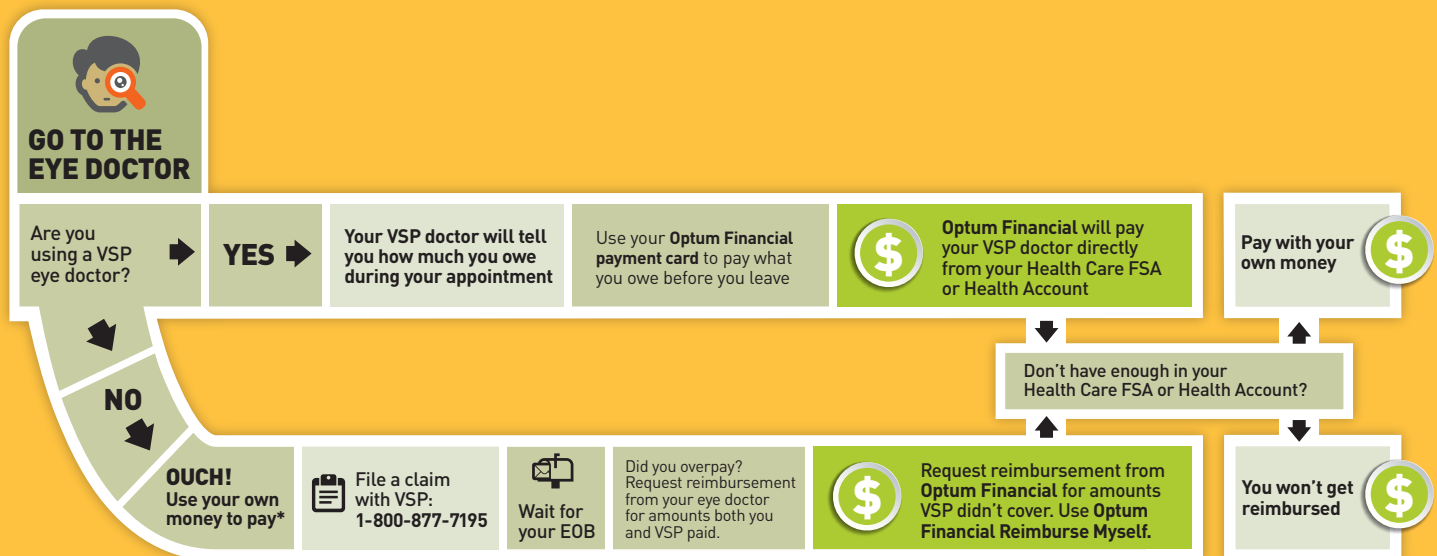 GO TO THE
EYE DOCTOR
Are you
using a VSP
eye doctor?
YES
Your VSP doctor will tell
you how much you owe
during your appointment
Use your Optum Financial
payment card to pay what
you owe before you leave
$
Optum Financial will pay
your VSP doctor directly
from your Health Care FSA
or Health Account
Pay with your
own money
$
Don't have enough in your
Health Care FSA or Health Account?
NO
OUCH!
Use your own
money to pay*
File a claim
with VSP:
1-800-877-7195
Wait for
your EOB
Did you overpay?
Request reimbursement
from your eye doctor
for amounts both you
and VSP paid.
$
Request reimbursement from
Optum Financial for amounts
VSP didn't cover. Use Optum
Financial Reimburse Myself.
You won't get
reimbursed
$